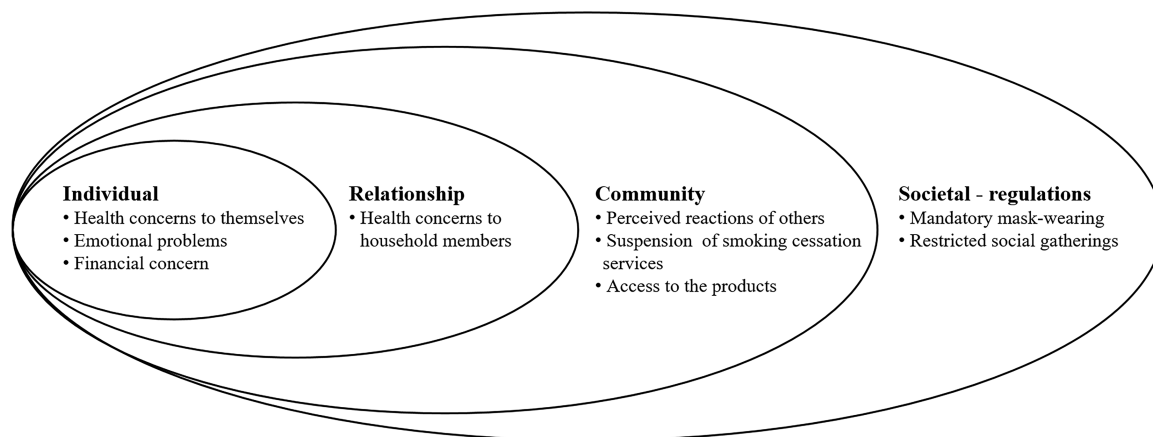 Individual
• Health concerns to themselves
• Emotional problems
• Financial concern
Relationship
• Health concerns to
household members
Community
• Perceived reactions of others
• Suspension of smoking cessation
services
• Access to the products
Societal - regulations
• Mandatory mask-wearing
• Restricted social gatherings